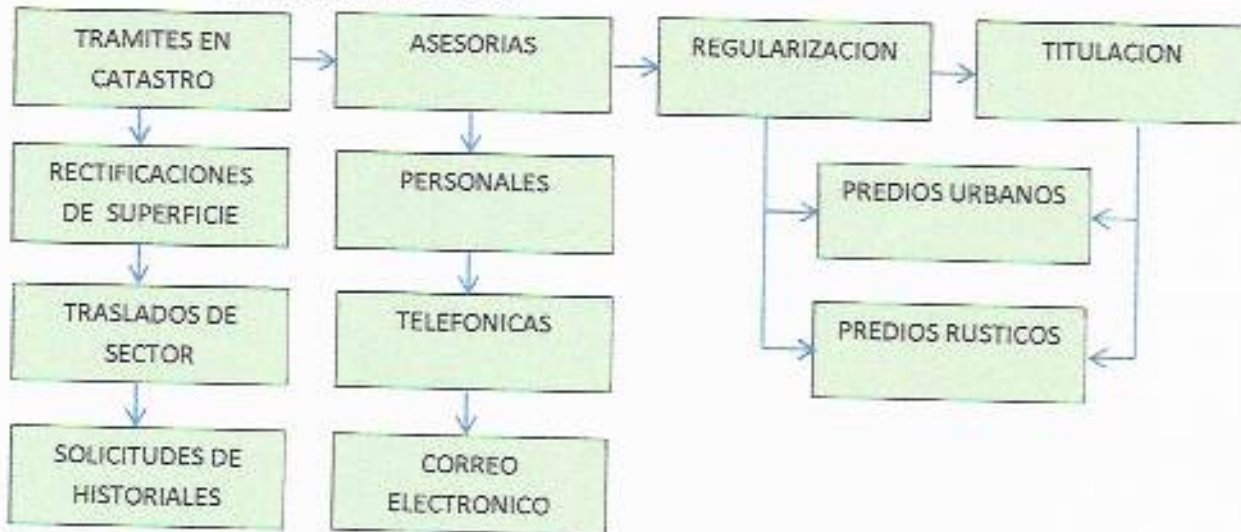 TRAMITES EN
CATASTRO
ASESORIAS
REGULARIZACION
TITULACION
RECTIFICACIONES
DE SUPERFICIE
PERSONALES
PREDIOS URBANOS
TRASLADOS DE
SECTOR
TELEFONICAS
PREDIOS RUSTICOS
SOLICITUDES DE
HISTORIALES
CORREO
ELECTRONICO